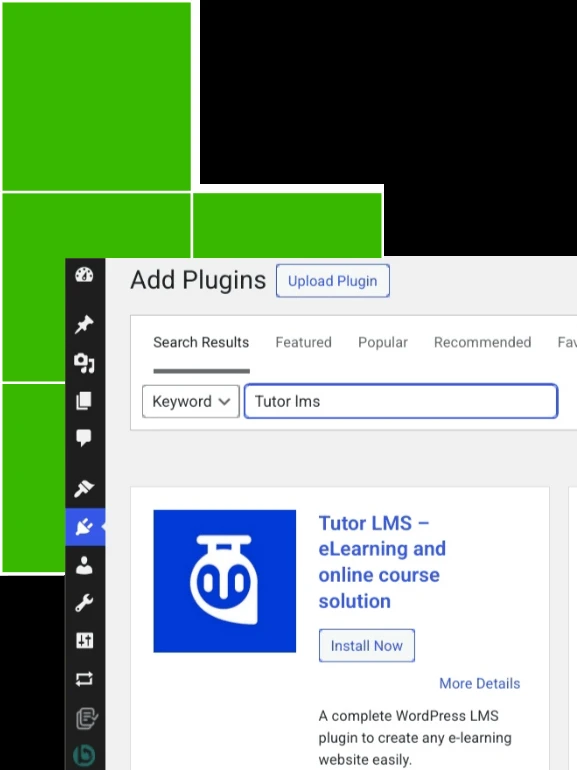 Add Plugins Upload Plugin
Search Results Featured Popular Recommended Fav
Keyword Tutor lms
Tutor LMS –
eLearning and
online course
solution
Install Now
More Details
A complete WordPress LMS
plugin to create any e-learning
website easily.